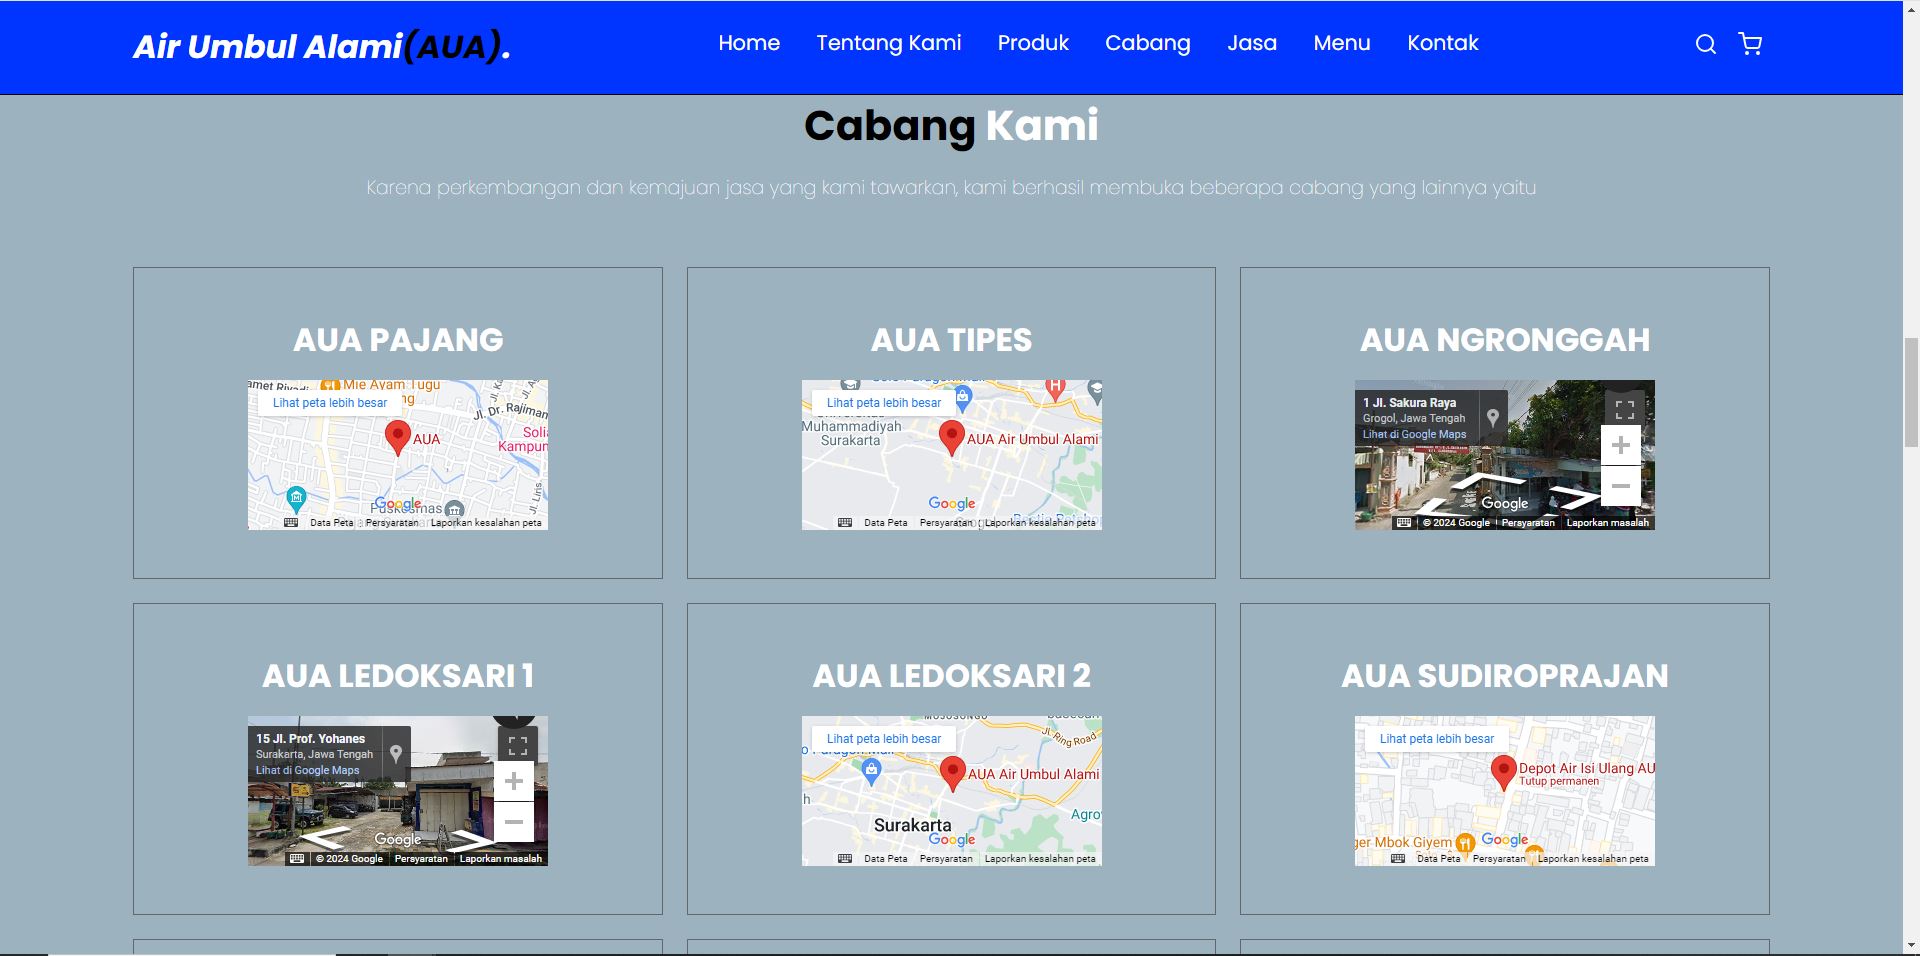 Air Umbul Alami(AUA).
Home Tentang Kami Produk Cabang Jasa Menu Kontak
Cabang Kami
Karena perkembangan dan kemajuan jasa yang kami tawarkan, kami berhasil membuka beberapa cabang yang lainnya yaitu
AUA PAJANG
Mie Ayam Tugu
Lihat peta lebih besar
Jl. Dr. Rajiman
AUA
Kampun
Jl. Liris
Google
Puskesmas
Data Peta Persyaratan Laporkan kesalahan peta
AUA TIPES
Lihat peta lebih besar
Muhammadiyah
Surakarta
AUA Air Umbul Alami
Google
Data Peta Persyaratan Laporkan kesalahan peta
AUA NGRONGGAH
1 Jl. Sakura Raya
Grogol, Jawa Tengah
Lihat di Google Maps
Google
© 2024 Google Persyaratan Laporkan masalah
AUA LEDOKSARI 1
15 Jl. Prof. Yohanes
Surakarta, Jawa Tengah
Lihat di Google Maps
Google
© 2024 Google Persyaratan Laporkan masalah
AUA LEDOKSARI 2
MOJOSONGO
Lihat peta lebih besar
Jl. Ring Road
AUA Air Umbul Alami
Agro
Surakarta
Google
Data Peta Persyaratan Laporkan kesalahan peta
AUA SUDIROPRAJAN
Lihat peta lebih besar
Depot Air Isi Ulang AU
Tutup permanen
ger Mbok Giyem
Google
Data Peta Persyaratan Laporkan kesalahan peta